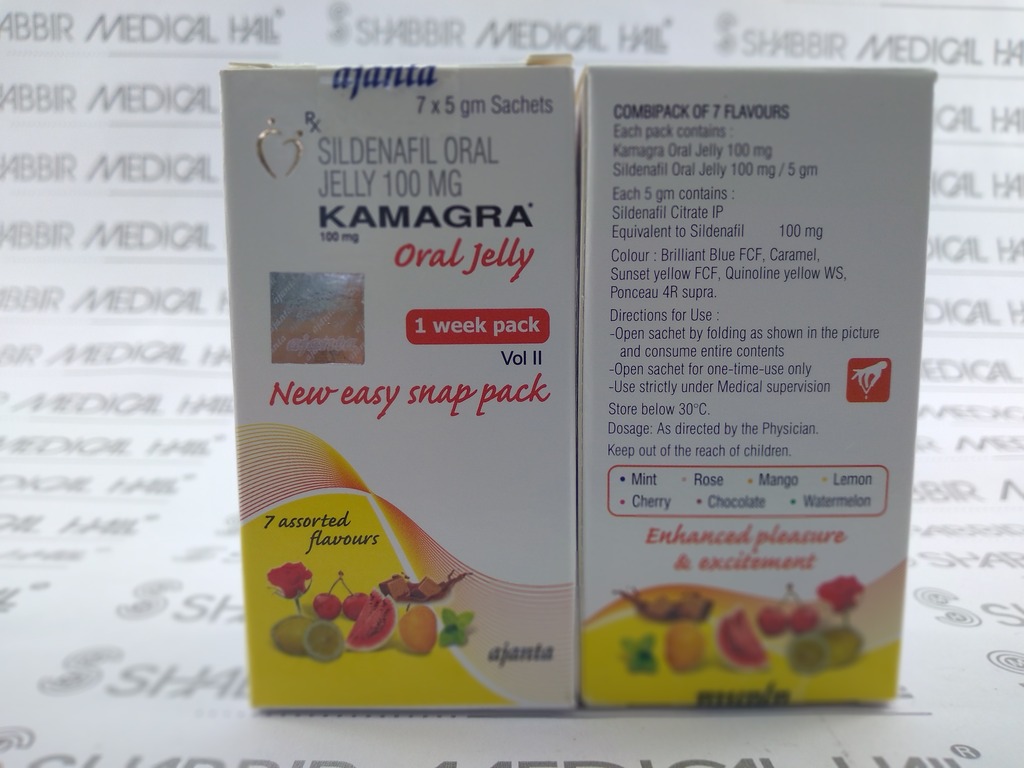 SHABBIR MEDICAL HALL
SHABBIR MEDICAL HALL
SHABBIR MEDICAL HALL
ajanta
7 x 5 gm Sachets
Rx
SILDENAFIL ORAL
JELLY 100 MG
KAMAGRA
100 mg
Oral Jelly
1 week pack
Vol II
New easy snap pack
7 assorted
flavours
ajanta
COMBIPACK OF 7 FLAVOURS
Each pack contains :
Kamagra Oral Jelly 100 mg
Sildenafil Oral Jelly 100 mg / 5 gm
Each 5 gm contains :
Sildenafil Citrate IP
Equivalent to Sildenafil 100 mg
Colour : Brilliant Blue FCF, Caramel,
Sunset yellow FCF, Quinoline yellow WS,
Ponceau 4R supra.
Directions for Use :
-Open sachet by folding as shown in the picture
and consume entire contents
-Open sachet for one-time-use only
-Use strictly under Medical supervision
Store below 30°C.
Dosage: As directed by the Physician.
Keep out of the reach of children.
• Mint • Rose • Mango • Lemon
• Cherry • Chocolate • Watermelon
Enhanced pleasure
& excitement